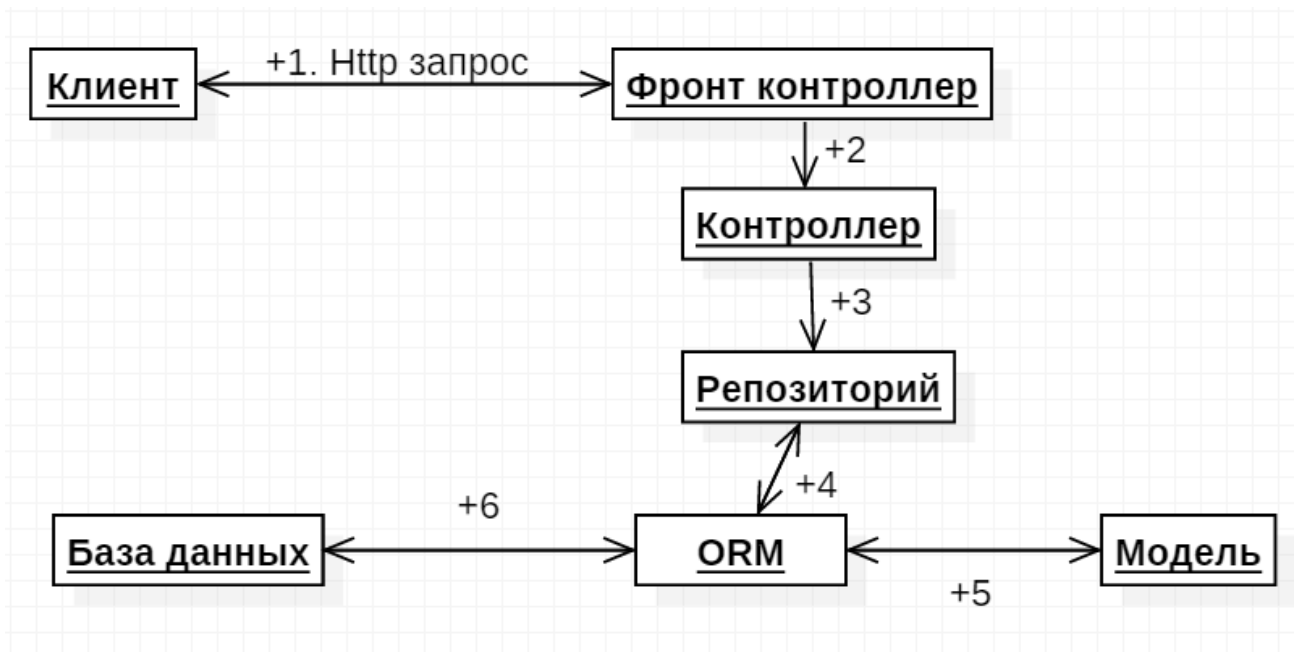 +1. Http запрос
Клиент
Фронт контроллер
+2
Контроллер
+3
Репозиторий
+4
+6
База данных
ORM
Модель
+5